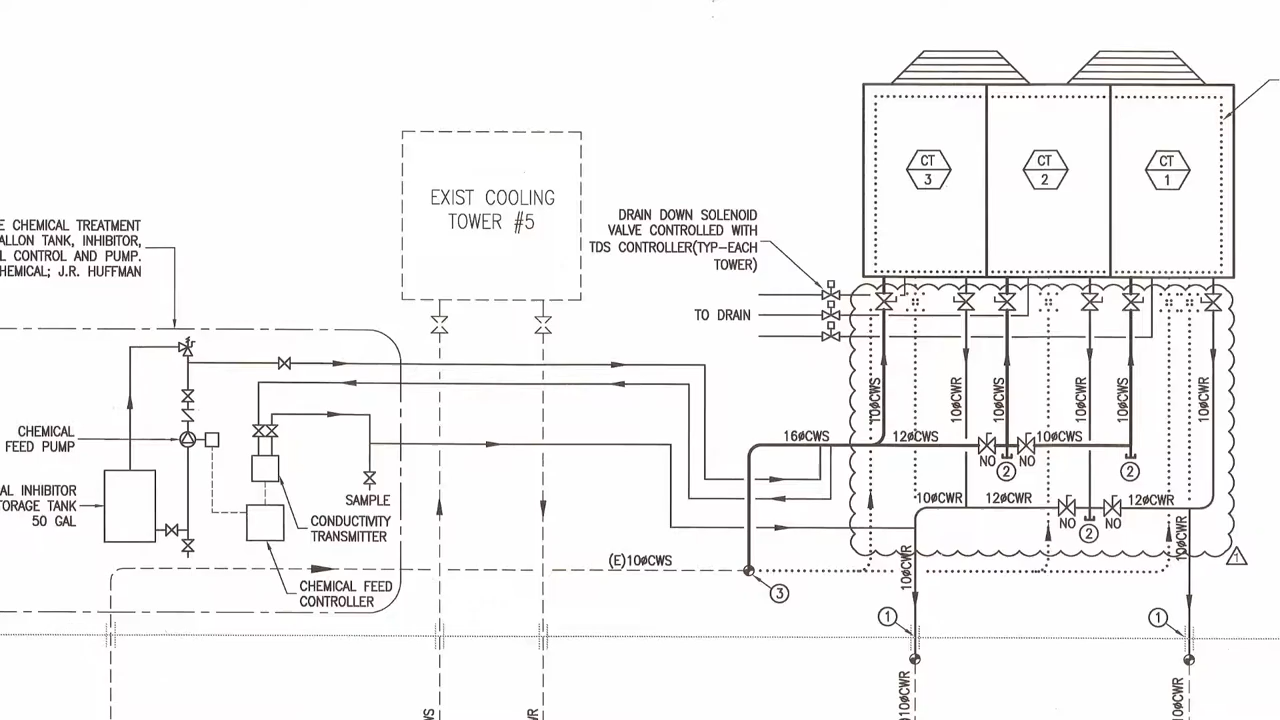 CT
3
CT
2
CT
1
EXIST COOLING
TOWER #5
E CHEMICAL TREATMENT
ALLON TANK, INHIBITOR,
L CONTROL AND PUMP.
HEMICAL; J.R. HUFFMAN
DRAIN DOWN SOLENOID
VALVE CONTROLLED WITH
TDS CONTROLLER(TYP-EACH
TOWER)
TO DRAIN
10øCWS
10øCWR
10øCWS
10øCWR
10øCWS
10øCWR
CHEMICAL
FEED PUMP
16øCWS
12øCWS
10øCWS
NO
NO
2
2
AL INHIBITOR
TORAGE TANK
50 GAL
SAMPLE
CONDUCTIVITY
TRANSMITTER
10øCWR
12øCWR
12øCWR
NO
NO
2
10øCWR
10øCWR
(E)10øCWS
1
3
CHEMICAL FEED
CONTROLLER
1
1
WS
WR
)10øCWR
)10øCWR